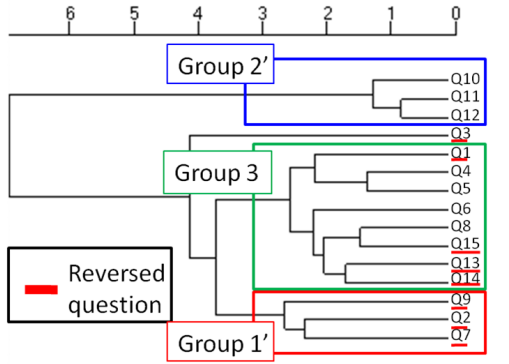 6 5 4 3 2 1 0
Group 2’
Q10
Q11
Q12
Q3
Q1
Group 3
Q4
Q5
Q6
Q8
Q15
Q13
Q14
Reversed
question
Q9
Q2
Q7
Group 1’